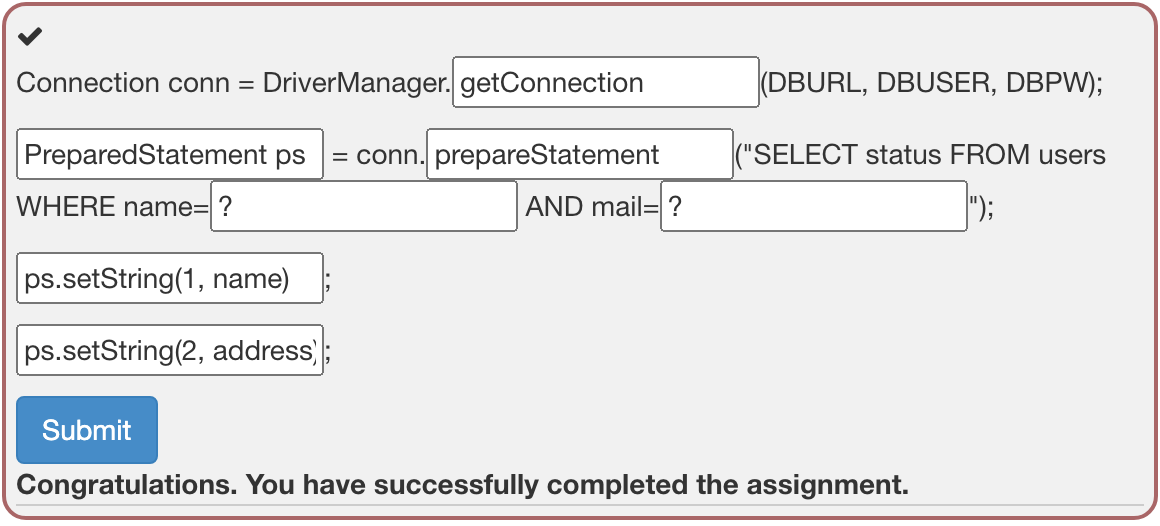 ✔
Connection conn = DriverManager.getConnection(DBURL, DBUSER, DBPW);
PreparedStatement ps = conn.prepareStatement("SELECT status FROM users
WHERE name=? AND mail=?");
ps.setString(1, name);
ps.setString(2, address);
Submit
Congratulations. You have successfully completed the assignment.